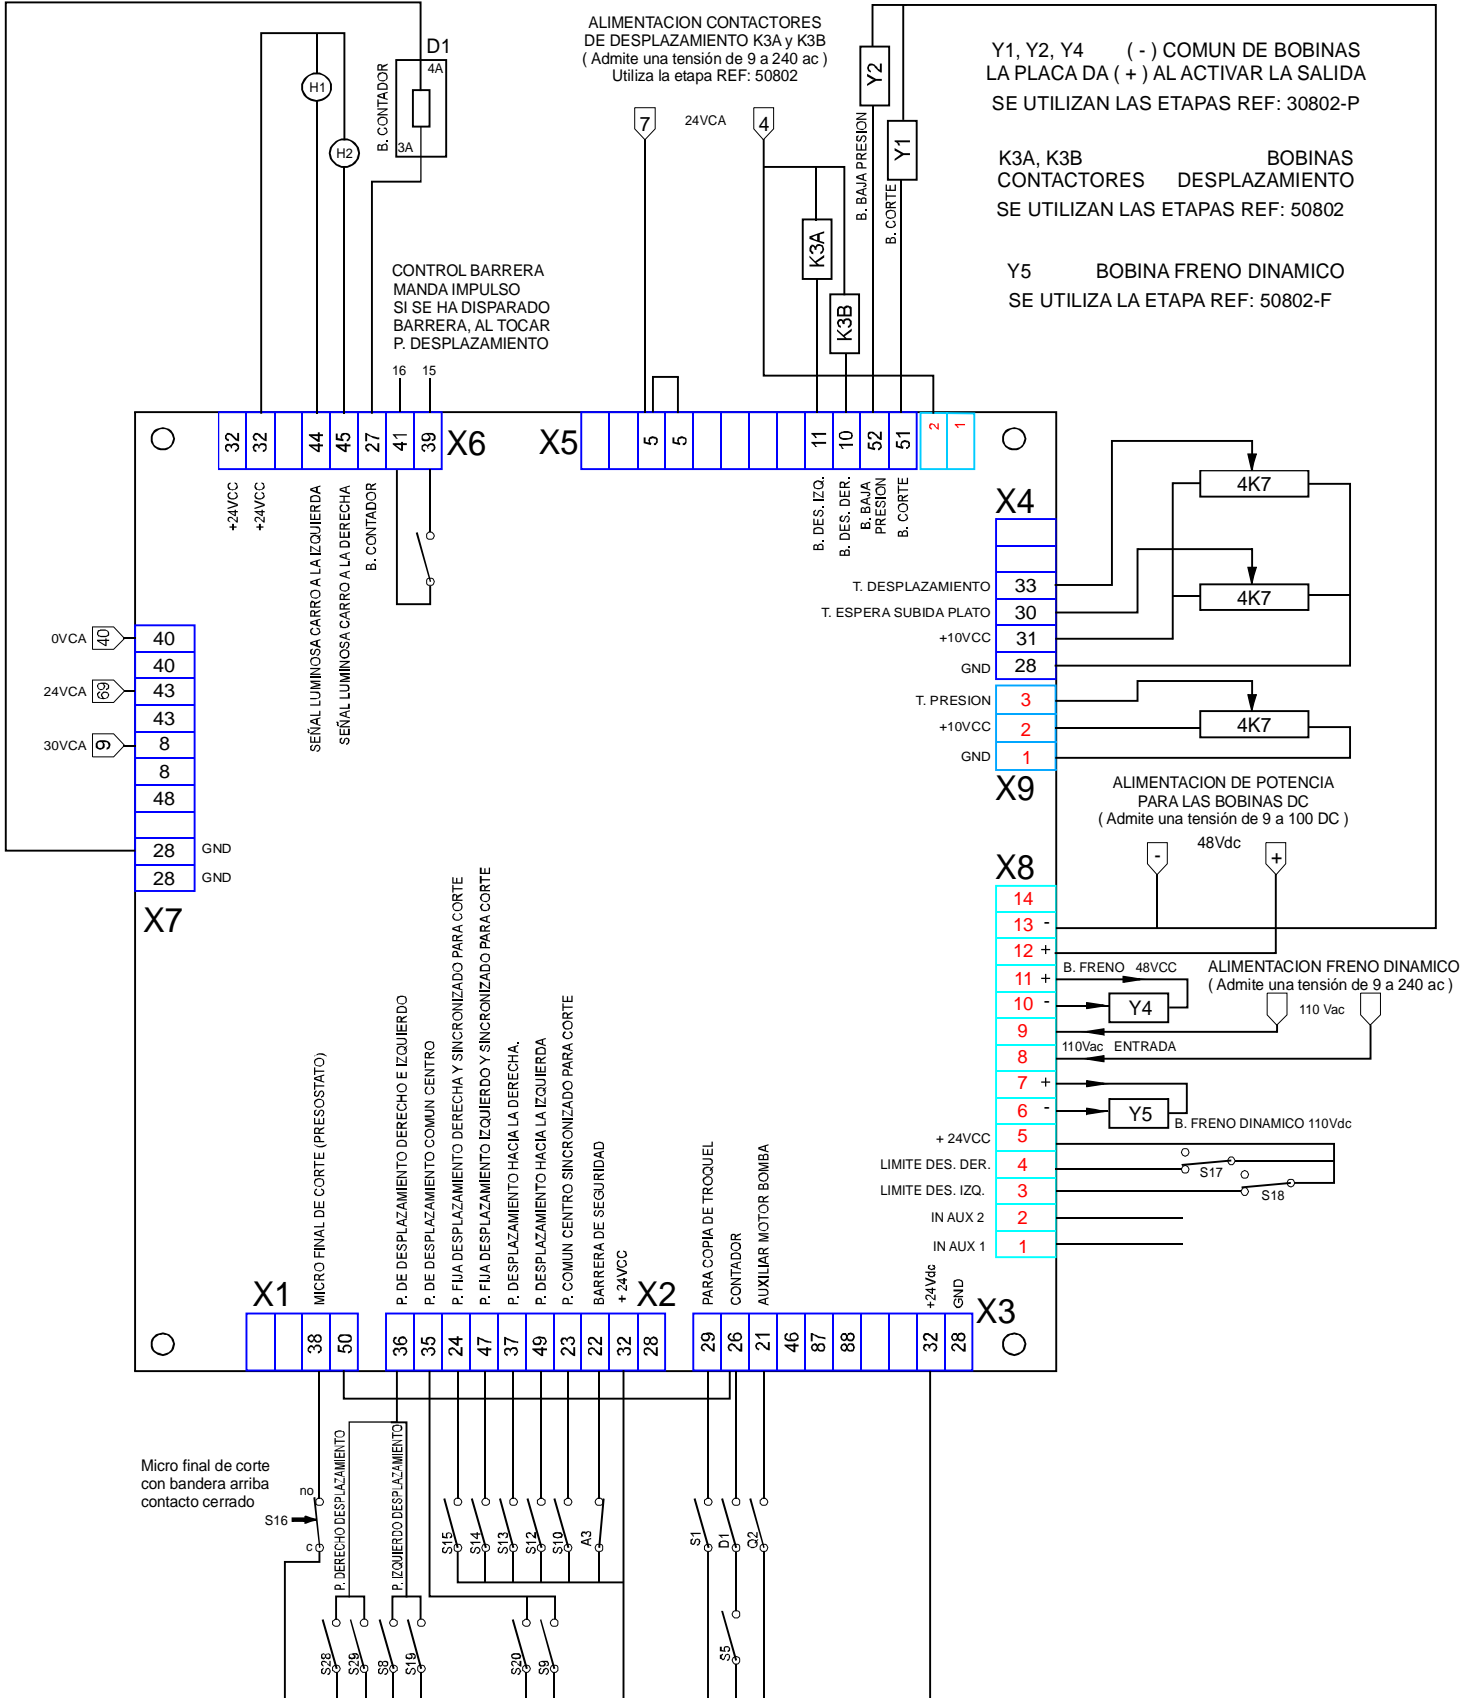 ALIMENTACION CONTACTORES
DE DESPLAZAMIENTO K3A y K3B
( Admite una tensión de 9 a 240 ac )
Utiliza la etapa REF: 50802
7
24VCA
4
Y1, Y2, Y4 ( - ) COMUN DE BOBINAS
LA PLACA DA ( + ) AL ACTIVAR LA SALIDA
SE UTILIZAN LAS ETAPAS REF: 30802-P
K3A, K3B BOBINAS
CONTACTORES DESPLAZAMIENTO
SE UTILIZAN LAS ETAPAS REF: 50802
Y5 BOBINA FRENO DINAMICO
SE UTILIZA LA ETAPA REF: 50802-F
D1
4A
3A
B. CONTADOR
H1
H2
Y2
Y1
B. BAJA PRESION
B. CORTE
K3A
K3B
CONTROL BARRERA
MANDA IMPULSO
SI SE HA DISPARADO
BARRERA, AL TOCAR
P. DESPLAZAMIENTO
16
15
32
32
44
45
27
41
39
X6
+24VCC
+24VCC
SEÑAL LUMINOSA CARRO A LA IZQUIERDA
SEÑAL LUMINOSA CARRO A LA DERECHA
B. CONTADOR
X5
5
5
11
10
52
51
2
1
B. DES. IZQ.
B. DES. DER.
B. BAJA
PRESION
B. CORTE
X4
T. DESPLAZAMIENTO
33
T. ESPERA SUBIDA PLATO
30
+10VCC
31
GND
28
4K7
4K7
T. PRESION
3
+10VCC
2
GND
1
4K7
X9
0VCA
40
40
40
24VCA
69
43
43
30VCA
9
8
8
48
28
GND
28
GND
X7
ALIMENTACION DE POTENCIA
PARA LAS BOBINAS DC
( Admite una tensión de 9 a 100 DC )
48Vdc
-
+
X8
14
13 -
12 +
11 +
10 -
9
8
7 +
6 -
5
4
3
2
1
B. FRENO 48VCC
Y4
ALIMENTACION FRENO DINAMICO
( Admite una tensión de 9 a 240 ac )
110 Vac
110Vac ENTRADA
Y5
B. FRENO DINAMICO 110Vdc
+ 24VCC
LIMITE DES. DER.
S17
LIMITE DES. IZQ.
S18
IN AUX 2
IN AUX 1
X1
MICRO FINAL DE CORTE (PRESOSTATO)
38
50
P. DE DESPLAZAMIENTO DERECHO E IZQUIERDO
P. DE DESPLAZAMIENTO COMUN CENTRO
P. FIJA DESPLAZAMIENTO DERECHA Y SINCRONIZADO PARA CORTE
P. FIJA DESPLAZAMIENTO IZQUIERDO Y SINCRONIZADO PARA CORTE
P. DESPLAZAMIENTO HACIA LA DERECHA.
P. DESPLAZAMIENTO HACIA LA IZQUIERDA
P. COMUN CENTRO SINCRONIZADO PARA CORTE
BARRERA DE SEGURIDAD
+ 24VCC
X2
36
35
24
47
37
49
23
22
32
28
PARA COPIA DE TROQUEL
CONTADOR
AUXILIAR MOTOR BOMBA
+24Vdc
GND
X3
29
26
21
46
87
88
32
28
Micro final de corte
con bandera arriba
contacto cerrado
no
S16
c
P. DERECHO DESPLAZAMIENTO
P. IZQUIERDO DESPLAZAMIENTO
S15
S14
S13
S12
S10
A3
S1
D1
Q2
S28
S29
S8
S19
S20
S9
S5